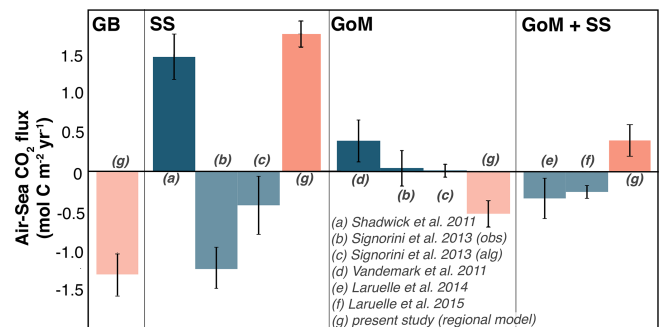 GB SS GoM GoM + SS
Air-Sea CO₂ flux
(mol C m⁻² yr⁻¹)
1.5
1.0
0.5
0
-0.5
-1.0
-1.5
(g)
(a)
(b)
(c)
(g)
(d)
(b)
(c)
(g)
(e)
(f)
(g)
(a) Shadwick et al. 2011
(b) Signorini et al. 2013 (obs)
(c) Signorini et al. 2013 (alg)
(d) Vandemark et al. 2011
(e) Laruelle et al. 2014
(f) Laruelle et al. 2015
(g) present study (regional model)